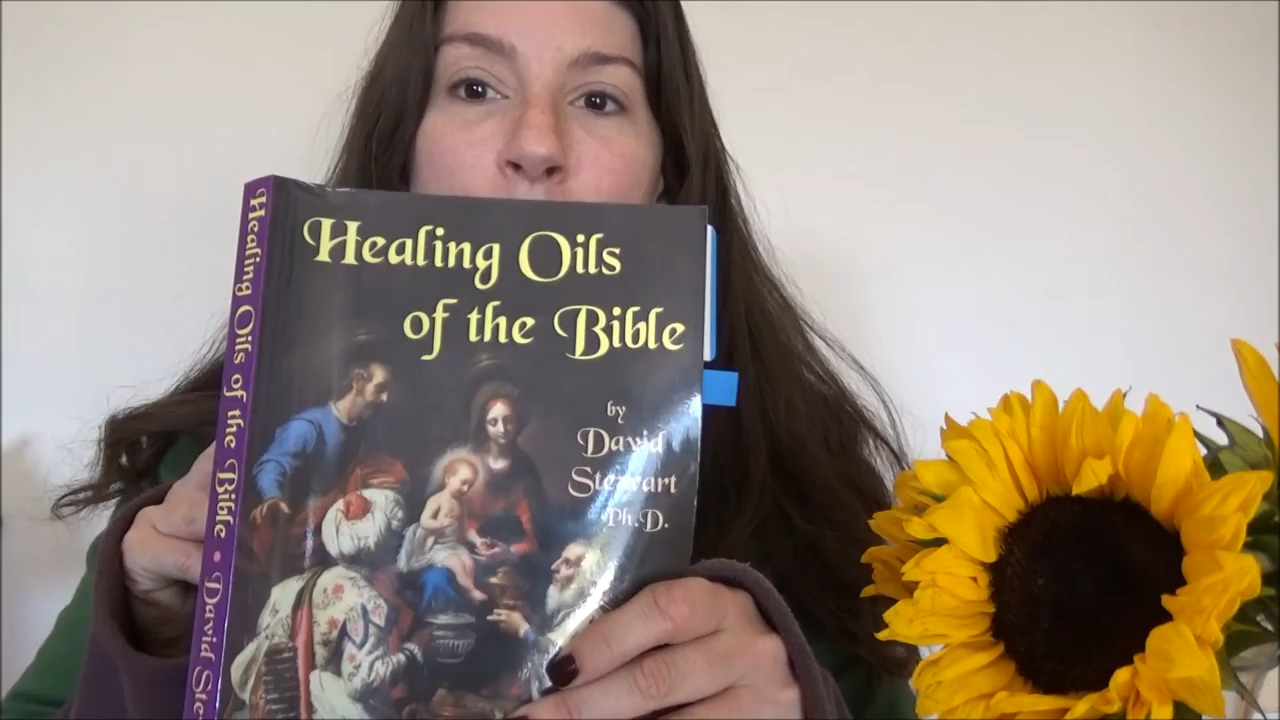 Healing Oils
of the Bible
by
David
Stewart
Ph.D.
Healing Oils of the Bible • David Ste